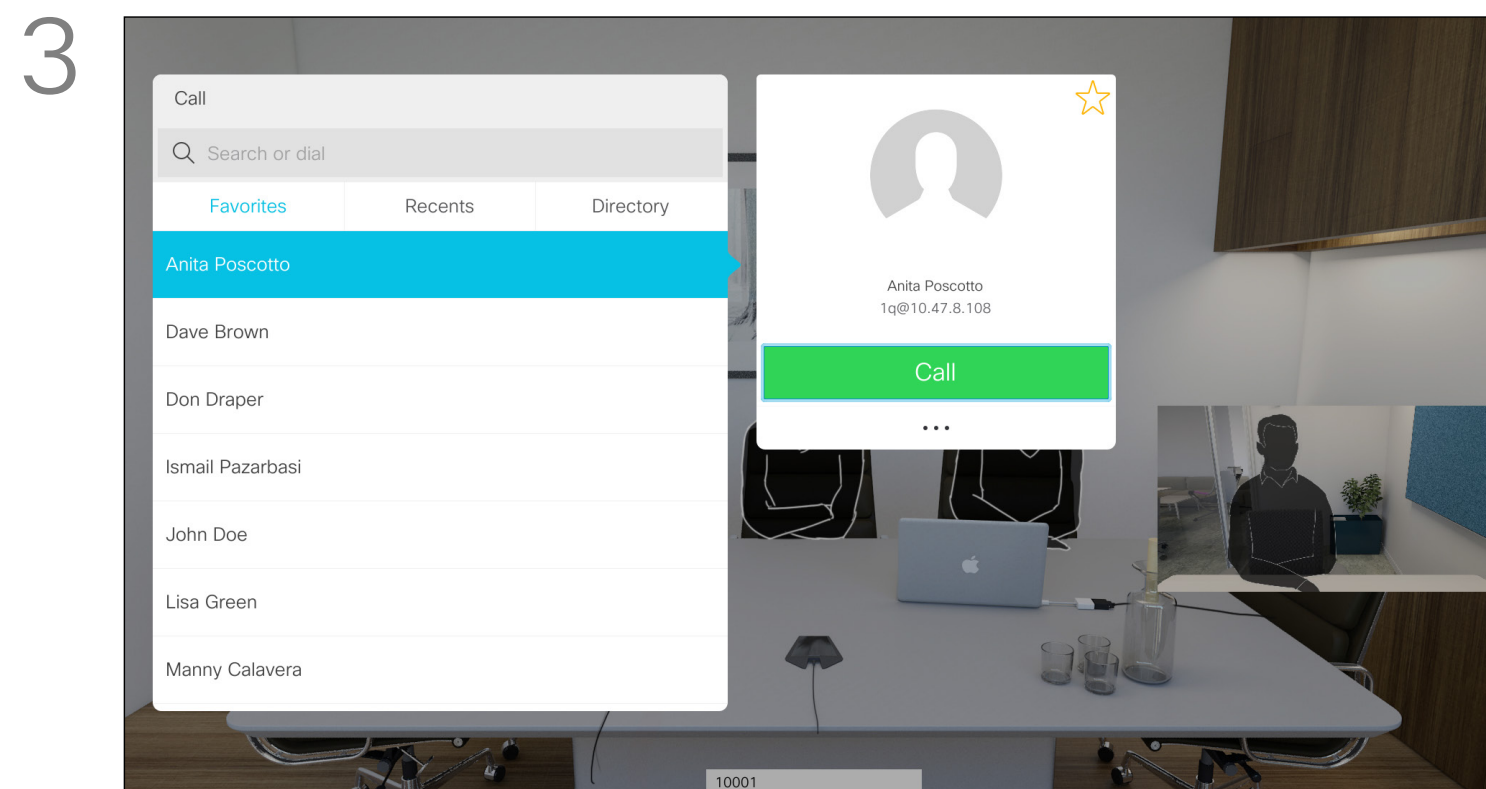 3
Call
Search or dial
Favorites Recents Directory
Anita Poscotto
Dave Brown
Don Draper
Ismail Pazarbasi
John Doe
Lisa Green
Manny Calavera
Anita Poscotto
1q@10.47.8.108
Call
...
10001